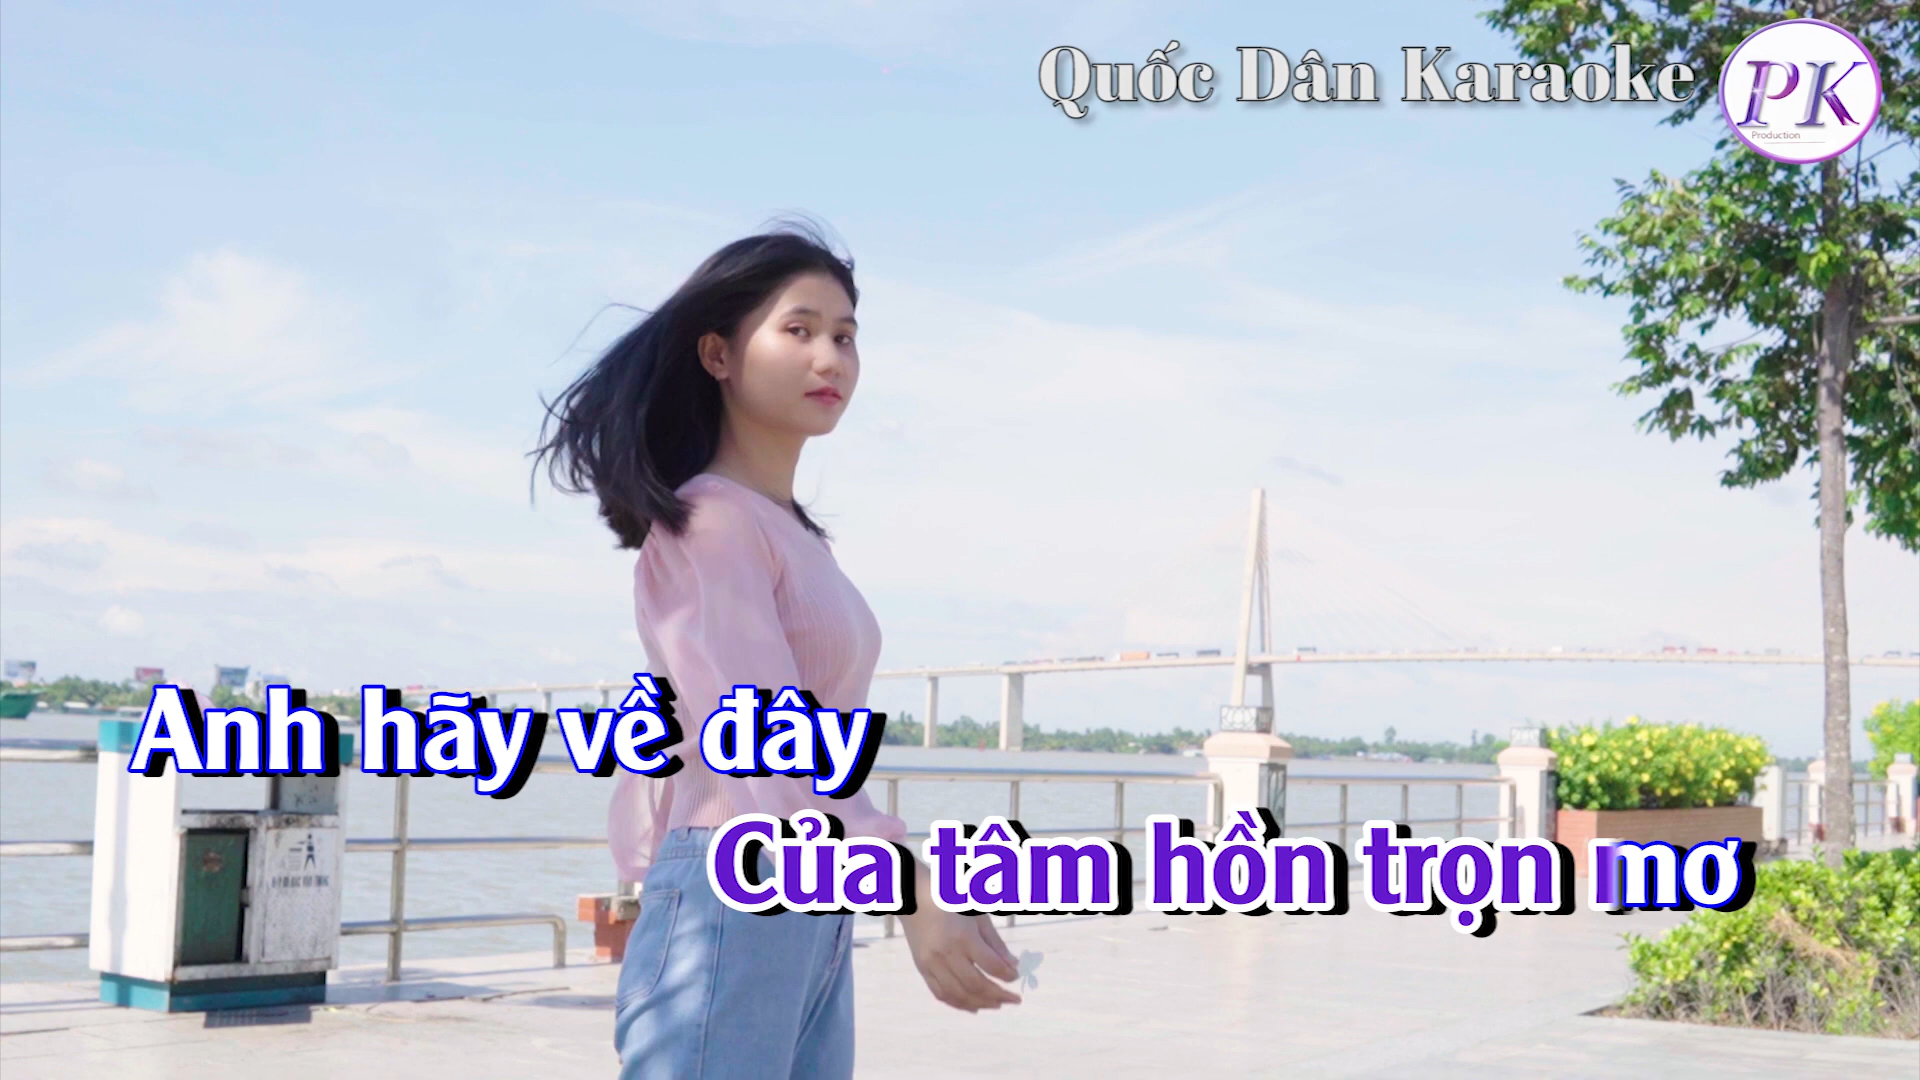 Quốc Dân Karaoke
PK
Production
Anh hãy về đây
Của tâm hồn trọn mơ